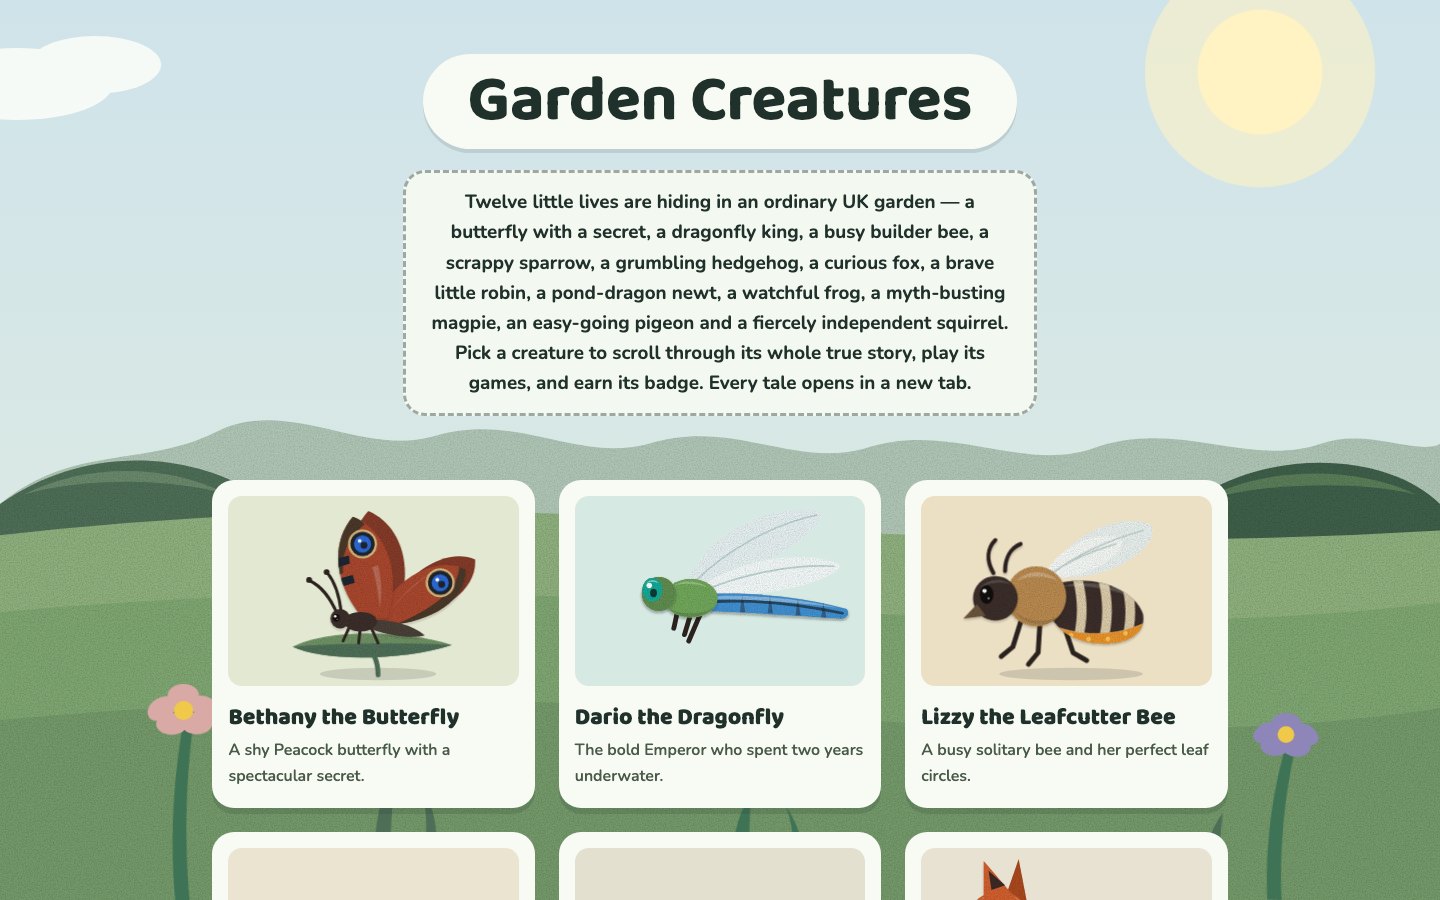 Garden Creatures
Twelve little lives are hiding in an ordinary UK garden — a
butterfly with a secret, a dragonfly king, a busy builder bee, a
scrappy sparrow, a grumbling hedgehog, a curious fox, a brave
little robin, a pond-dragon newt, a watchful frog, a myth-busting
magpie, an easy-going pigeon and a fiercely independent squirrel.
Pick a creature to scroll through its whole true story, play its
games, and earn its badge. Every tale opens in a new tab.
Bethany the Butterfly
A shy Peacock butterfly with a
spectacular secret.
Dario the Dragonfly
The bold Emperor who spent two years
underwater.
Lizzy the Leafcutter Bee
A busy solitary bee and her perfect leaf
circles.